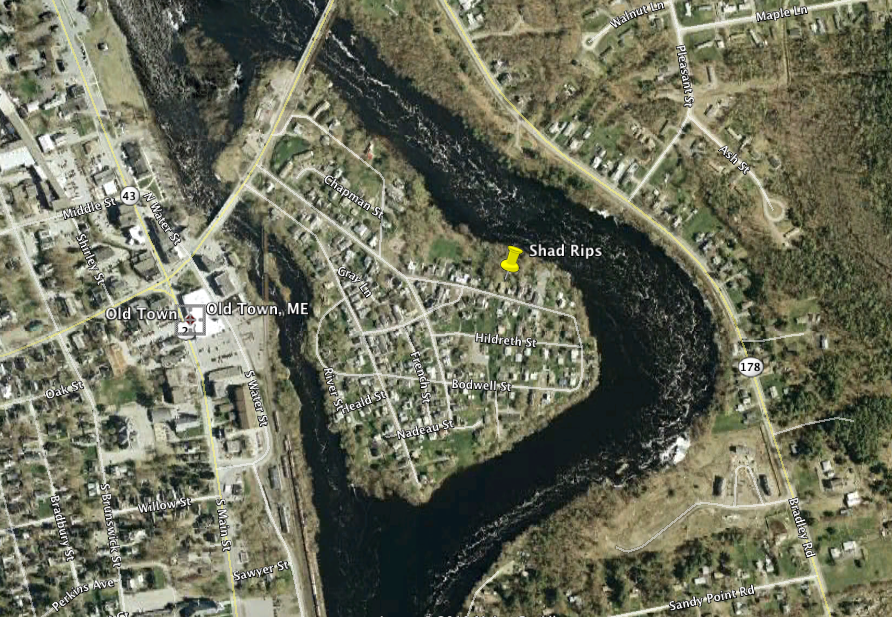 Walnut Ln
Maple Ln
Pleasant St
Ash St
43
Middle St
N Water St
Shirley St
Chapman St
Shad Rips
Gray Ln
Old Town
Old Town, ME
2
Hildreth St
French St
178
River St
Bodwell St
Oak St
S Water St
Heald St
Nadeau St
Willow St
S Main St
S Brunswick St
Bradbury St
Bradley Rd
Sawyer St
Perkins Ave
Sandy Point Rd